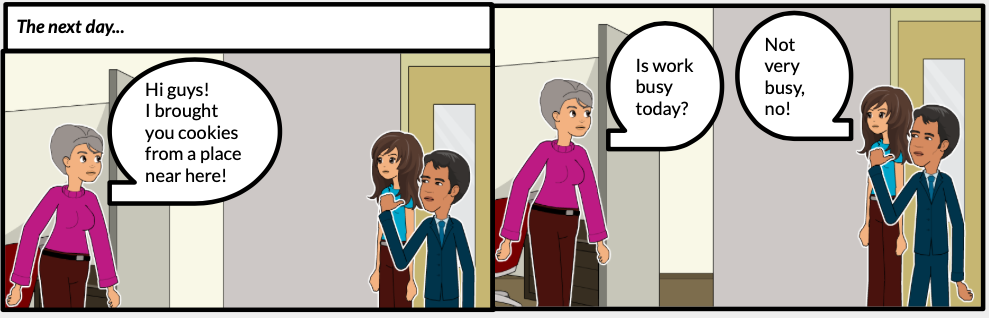 The next day...
Hi guys!
I brought
you cookies
from a place
near here!
Is work
busy
today?
Not
very
busy,
no!